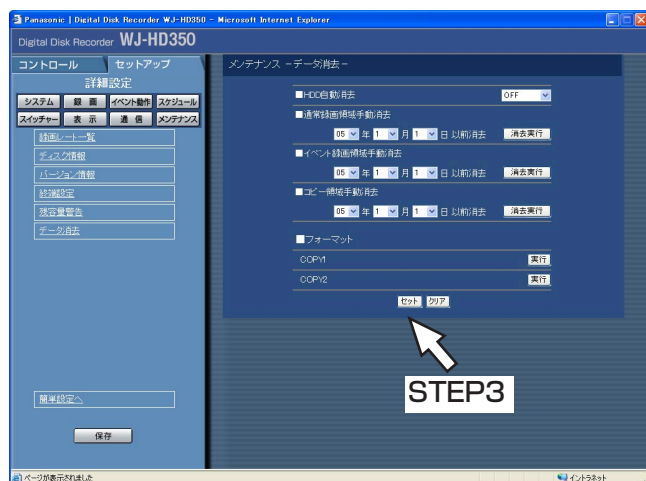 Panasonic | Digital Disk Recorder WJ-HD350 - Microsoft Internet Explorer
Digital Disk Recorder WJ-HD350
コントロール セットアップ
詳細設定
システム 録画 イベント動作 スケジュール
スイッチャー 表示 通信 メンテナンス
録画レート一覧
ディスク情報
バージョン情報
終端設定
残容量警告
データ消去
簡単設定へ
保存
メンテナンス －データ消去－
■HDD自動消去 OFF
■通常録画領域手動消去
05 年 1 月 1 日 以前消去 消去実行
■イベント録画領域手動消去
05 年 1 月 1 日 以前消去 消去実行
■コピー領域手動消去
05 年 1 月 1 日 以前消去 消去実行
■フォーマット
COPY1 実行
COPY2 実行
セット クリア
STEP3
ページが表示されました イントラネット